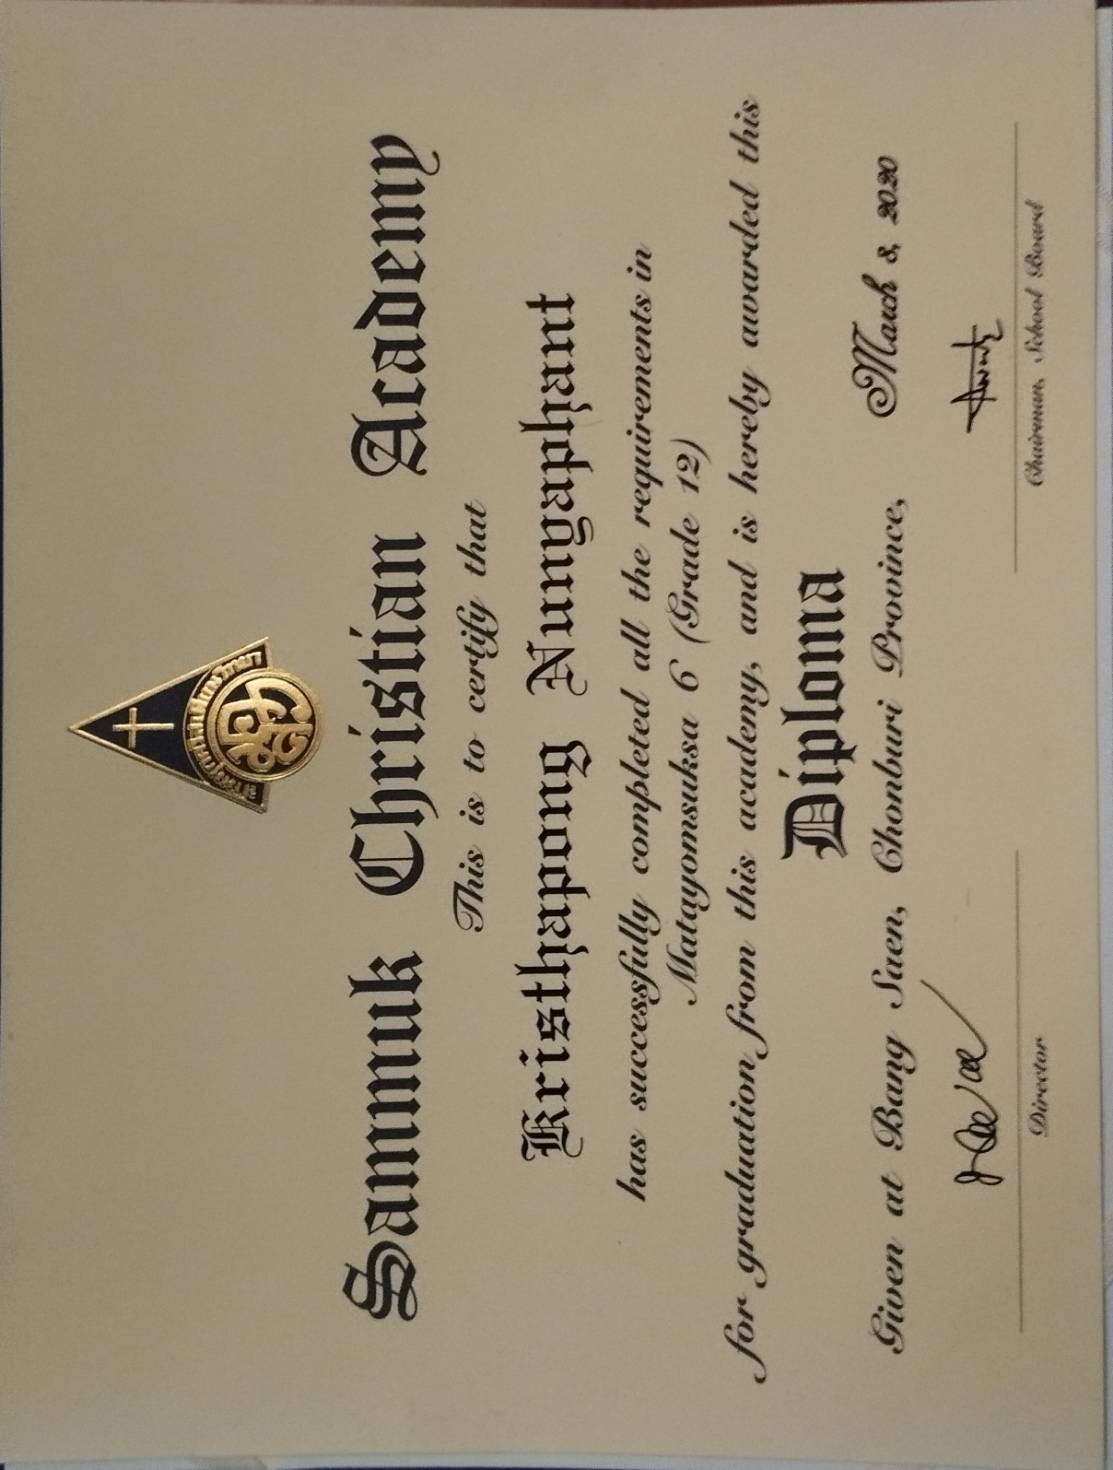 Sammuk Christian Academy
This is to certify that
Kristhapong Nungaphant
has successfully completed all the requirements in
Matayomsuksa 6 (Grade 12)
for graduation from this academy, and is hereby awarded this
Diploma
Given at Bang Saen, Chonburi Province, March 8, 2020
Director
Chairman, School Board